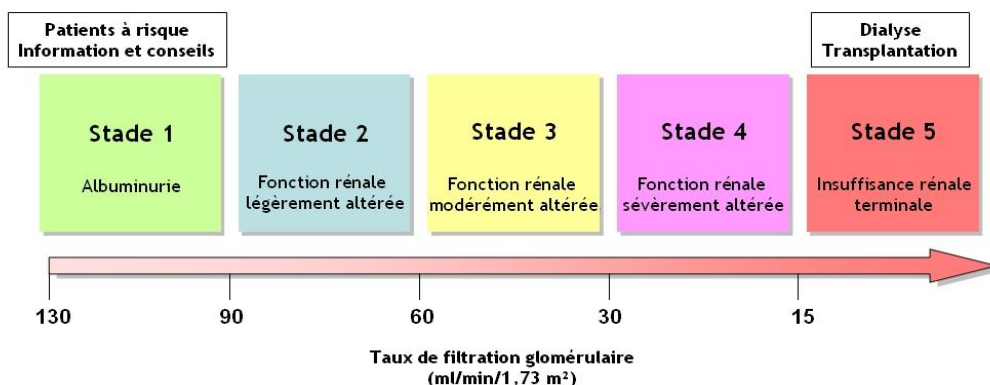 Patients à risque
Information et conseils
Dialyse
Transplantation
Stade 1
Albuminurie
Stade 2
Fonction rénale
légèrement altérée
Stade 3
Fonction rénale
modérément altérée
Stade 4
Fonction rénale
sévèrement altérée
Stade 5
Insuffisance rénale
terminale
130
90
60
30
15
Taux de filtration glomérulaire
(ml/min/1,73 m²)